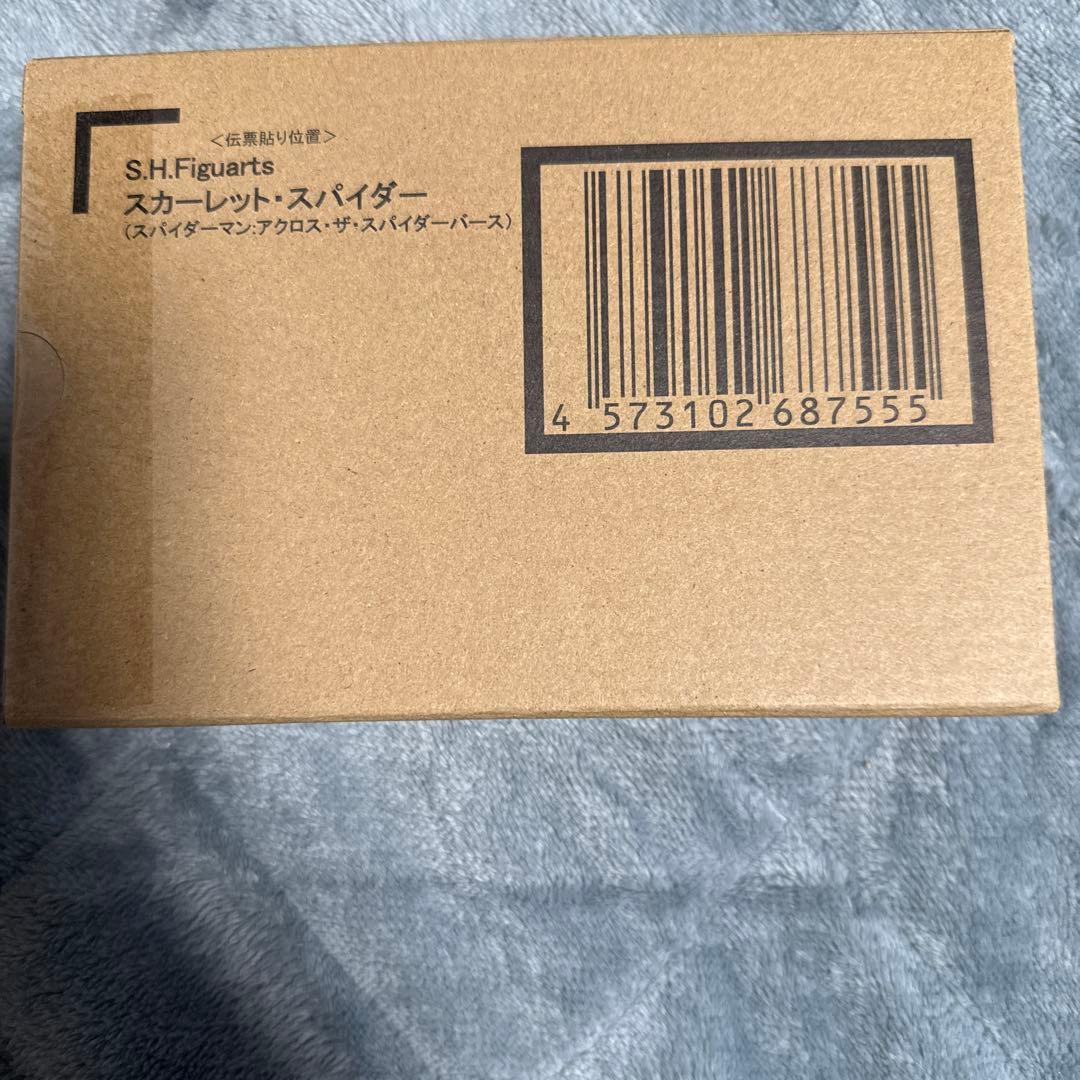 ＜伝票貼り位置＞
S.H.Figuarts
スカーレット・スパイダー
(スパイダーマン:アクロス・ザ・スパイダーバース)
4 573102 687555